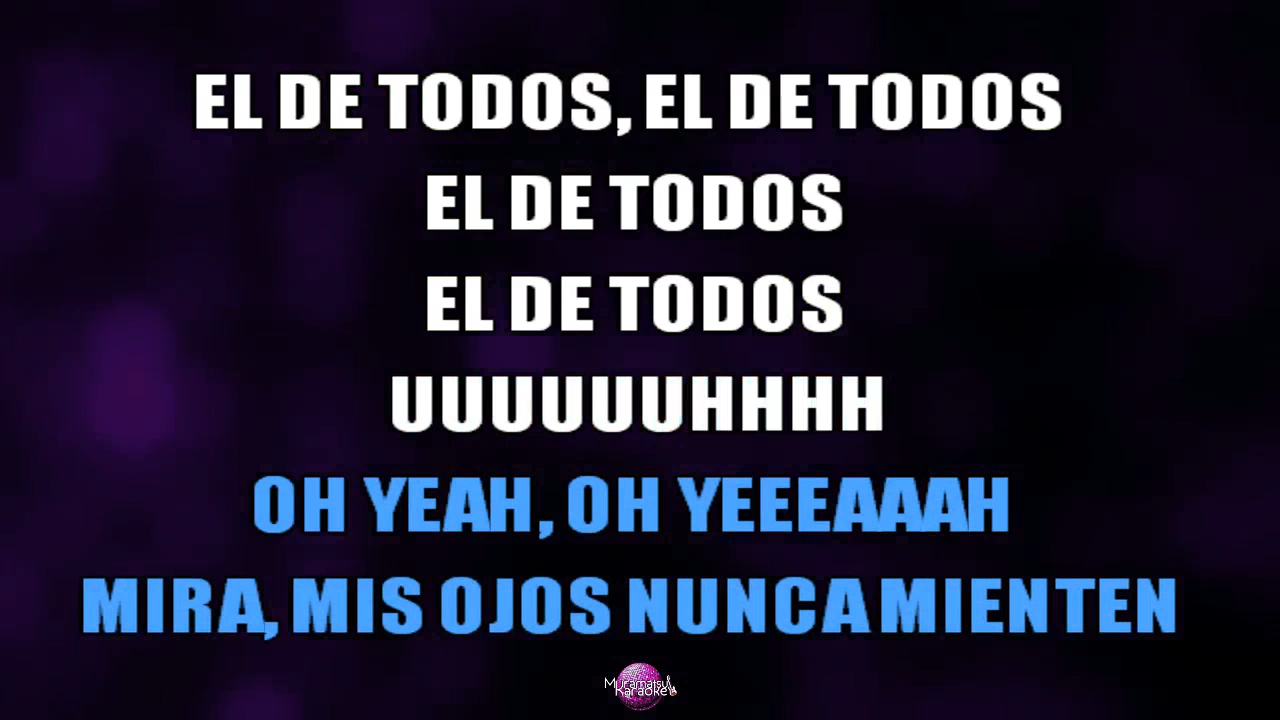 EL DE TODOS, EL DE TODOS
EL DE TODOS
EL DE TODOS
UUUUUUHHHH
OH YEAH, OH YEEEAAAH
MIRA, MIS OJOS NUNCA MIENTEN
Muramatsu
Karaoke